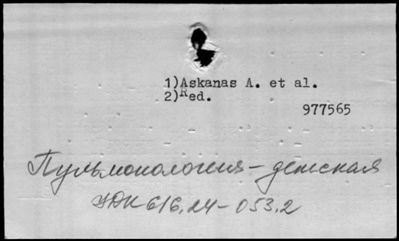 1)Askanas A. et al.
2)Red.
977565
Пульмонология – детская
УДК 616.24-053.2